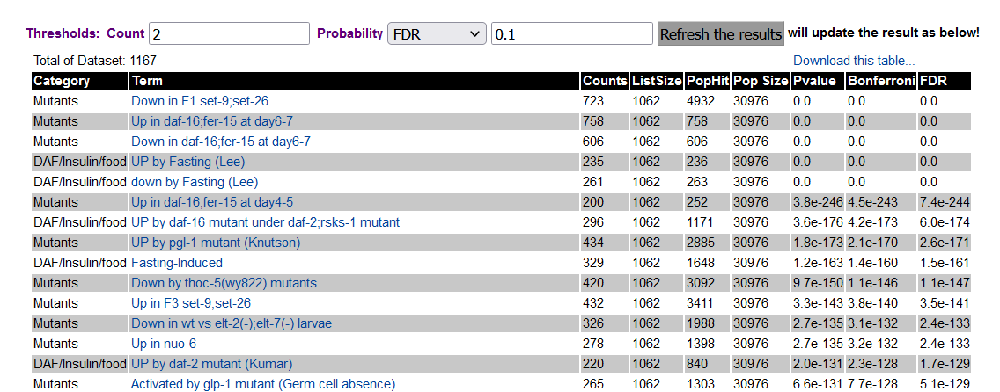 Thresholds: Count 2 Probability FDR 0.1 Refresh the results will update the result as below!
Total of Dataset: 1167 Download this table...
Category Term Counts ListSize PopHit Pop Size Pvalue Bonferroni FDR
Mutants Down in F1 set-9;set-26 723 1062 4932 30976 0.0 0.0 0.0
Mutants Up in daf-16;fer-15 at day6-7 758 1062 758 30976 0.0 0.0 0.0
Mutants Down in daf-16;fer-15 at day6-7 606 1062 606 30976 0.0 0.0 0.0
DAF/Insulin/food UP by Fasting (Lee) 235 1062 236 30976 0.0 0.0 0.0
DAF/Insulin/food down by Fasting (Lee) 261 1062 263 30976 0.0 0.0 0.0
Mutants Up in daf-16;fer-15 at day4-5 200 1062 252 30976 3.8e-246 4.5e-243 7.4e-244
DAF/Insulin/food UP by daf-16 mutant under daf-2;rsks-1 mutant 296 1062 1171 30976 3.6e-176 4.2e-173 6.0e-174
Mutants UP by pgl-1 mutant (Knutson) 434 1062 2885 30976 1.8e-173 2.1e-170 2.6e-171
DAF/Insulin/food Fasting-Induced 329 1062 1648 30976 1.2e-163 1.4e-160 1.5e-161
Mutants Down by thoc-5(wy822) mutants 420 1062 3092 30976 9.7e-150 1.1e-146 1.1e-147
Mutants Up in F3 set-9;set-26 432 1062 3411 30976 3.3e-143 3.8e-140 3.5e-141
Mutants Down in wt vs elt-2(-);elt-7(-) larvae 326 1062 1988 30976 2.7e-135 3.1e-132 2.4e-133
Mutants Up in nuo-6 278 1062 1398 30976 2.7e-135 3.2e-132 2.4e-133
DAF/Insulin/food UP by daf-2 mutant (Kumar) 220 1062 840 30976 2.0e-131 2.3e-128 1.7e-129
Mutants Activated by glp-1 mutant (Germ cell absence) 265 1062 1303 30976 6.6e-131 7.7e-128 5.1e-129